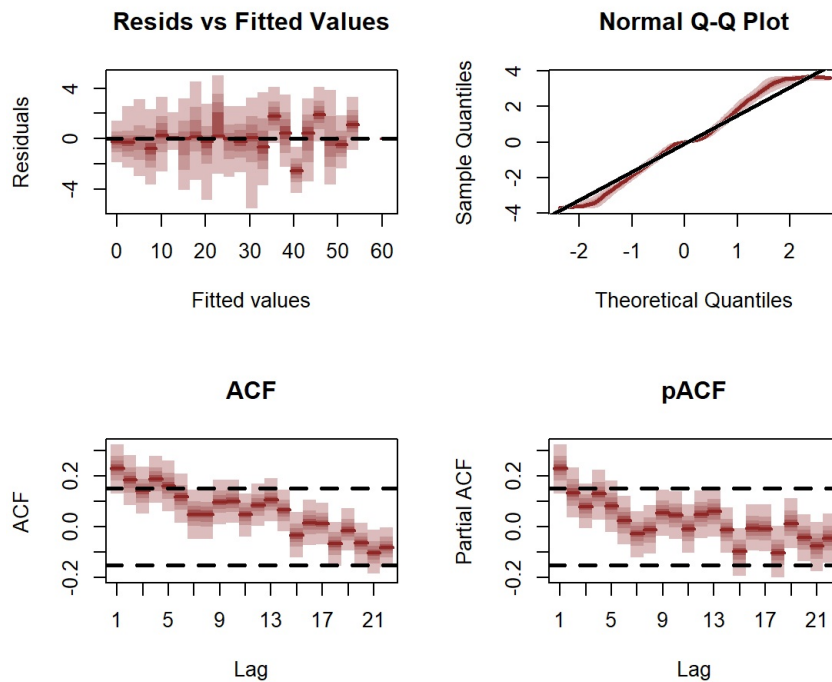 Resids vs Fitted Values
Residuals
4
0
-4
0 10 20 30 40 50 60
Fitted values
Normal Q-Q Plot
Sample Quantiles
4
2
0
-2
-4
-2 -1 0 1 2
Theoretical Quantiles
ACF
ACF
0.2
0.0
-0.2
1 5 9 13 17 21
Lag
pACF
Partial ACF
0.2
0.0
-0.2
1 5 9 13 17 21
Lag